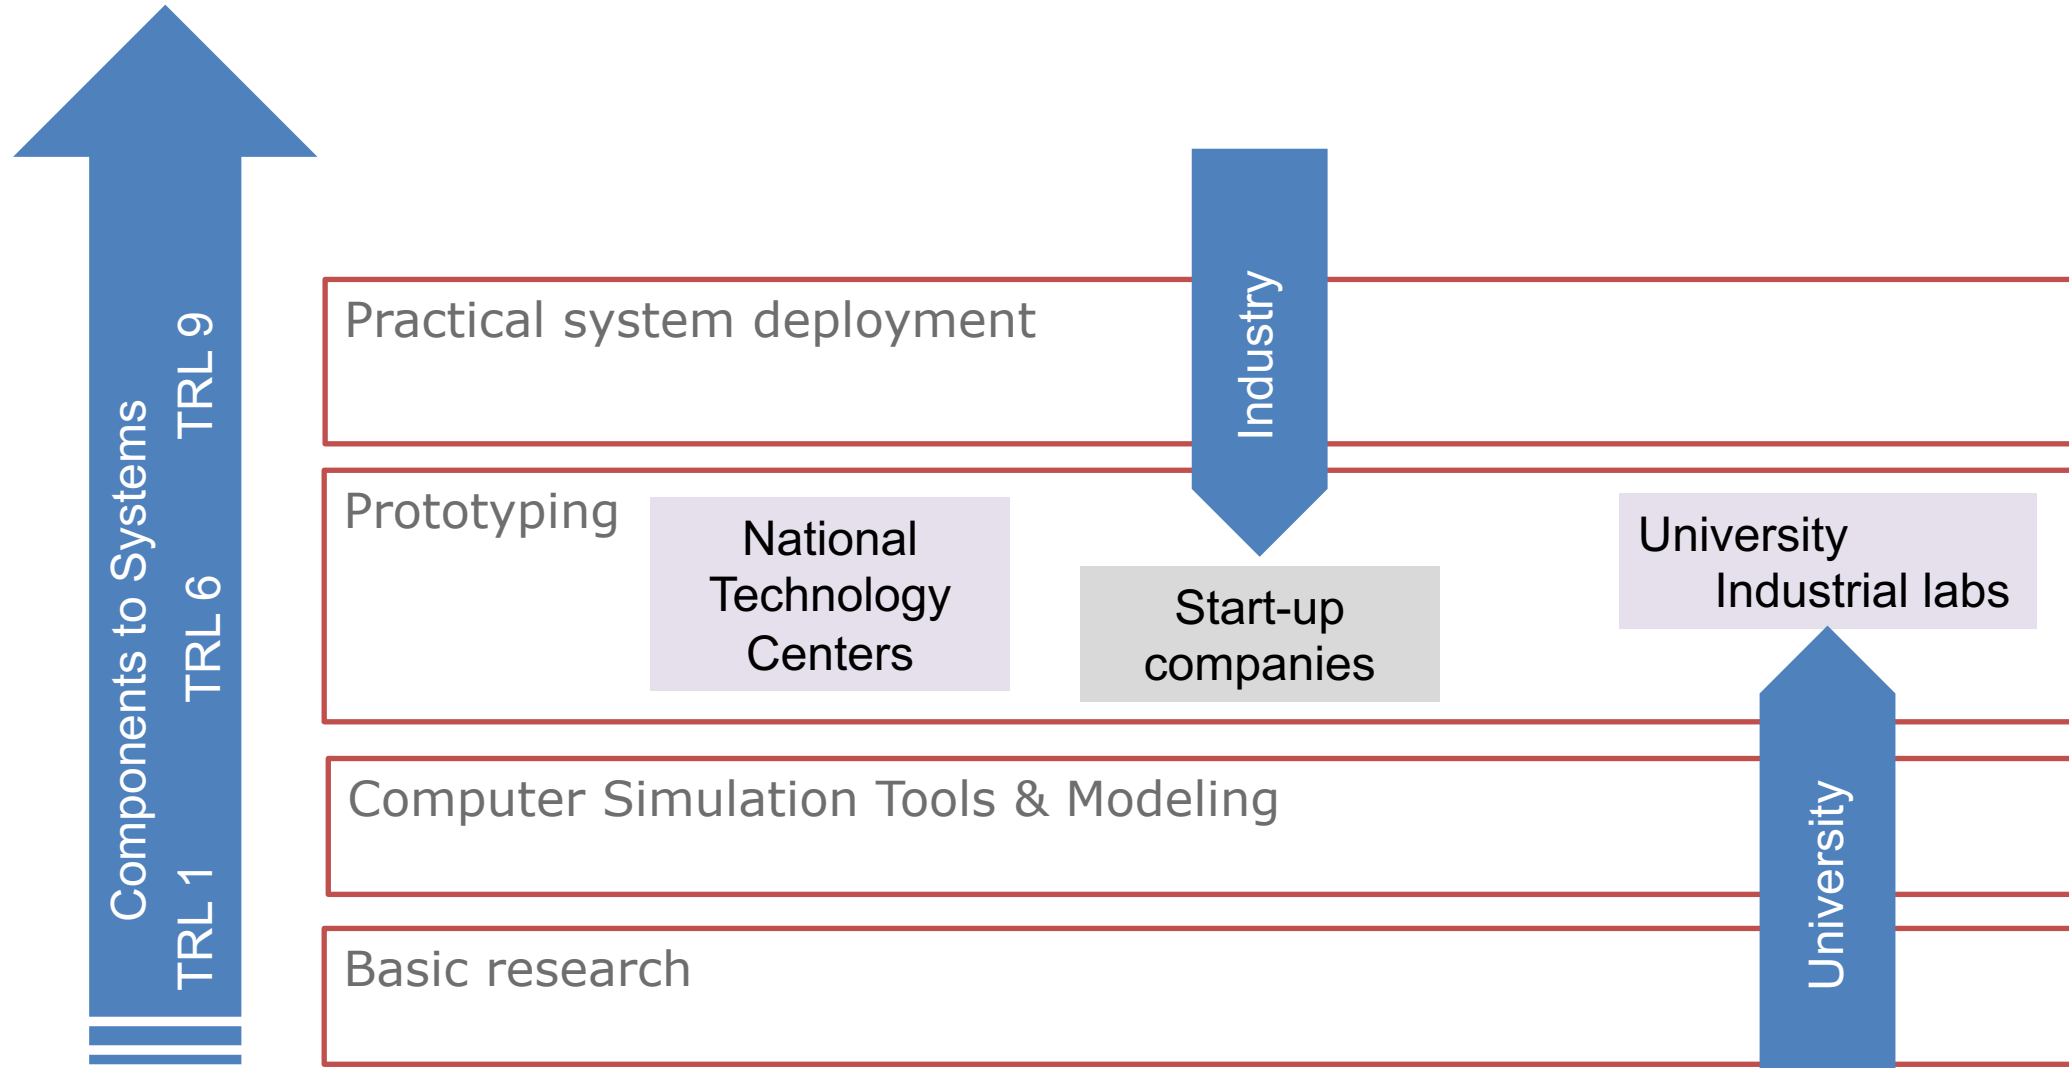 Components to Systems
TRL 9
TRL 6
TRL 1
Practical system deployment
Industry
Prototyping
National
Technology
Centers
Start-up
companies
University
Industrial labs
Computer Simulation Tools & Modeling
University
Basic research